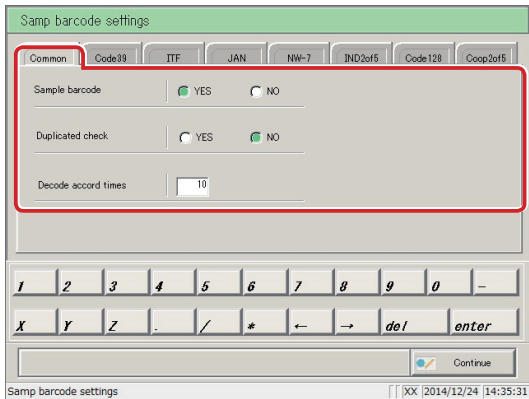 Samp barcode settings
Common Code39 ITF JAN NW-7 IND2of5 Code128 Coop2of5
Sample barcode YES NO
Duplicated check YES NO
Decode accord times 10
1 2 3 4 5 6 7 8 9 0 -
X Y Z . / * ← → del enter
Continue
Samp barcode settings XX 2014/12/24 14:35:31